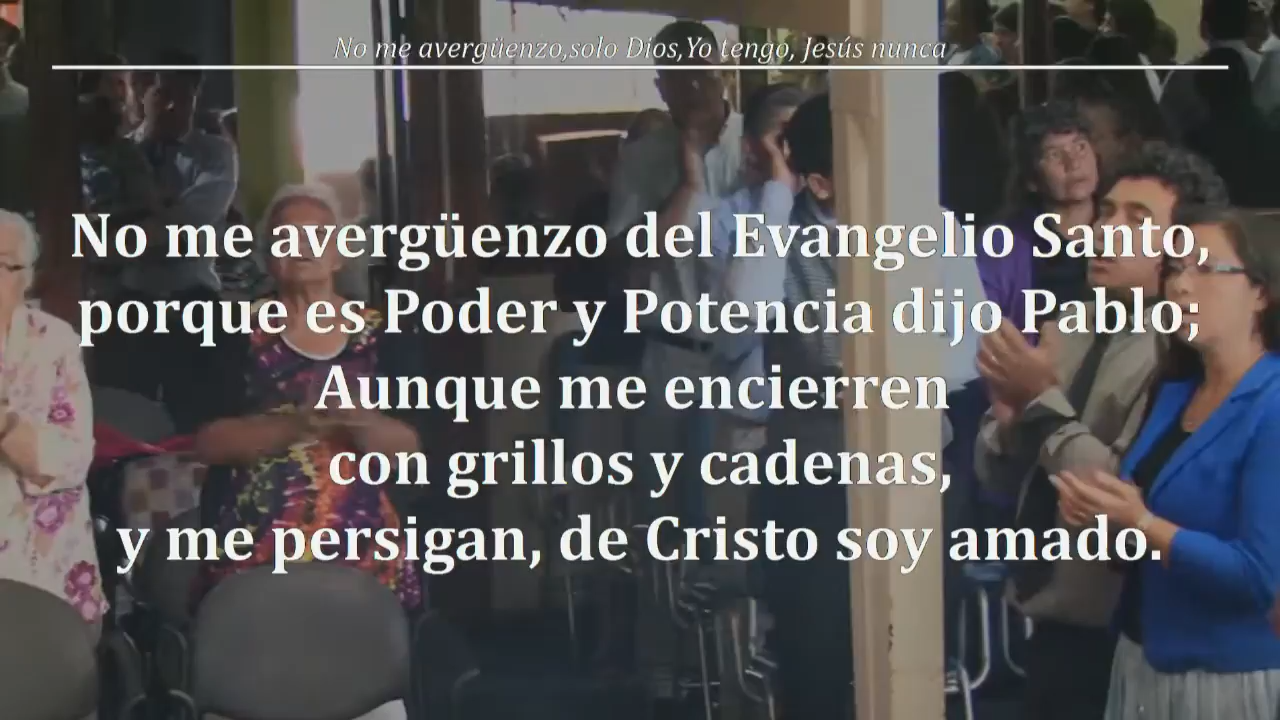 No me avergüenzo,solo Dios,Yo tengo, Jesús nunca
No me avergüenzo del Evangelio Santo,
porque es Poder y Potencia dijo Pablo;
Aunque me encierren
con grillos y cadenas,
y me persigan, de Cristo soy amado.